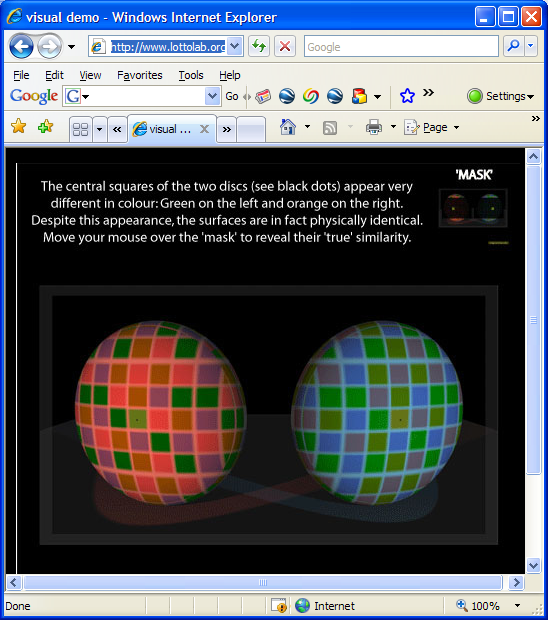 visual demo - Windows Internet Explorer
http://www.lottolab.org
Google
File Edit View Favorites Tools Help
Google G Go Settings
visual ... Page
'MASK'
The central squares of the two discs (see black dots) appear very
different in colour: Green on the left and orange on the right.
Despite this appearance, the surfaces are in fact physically identical.
Move your mouse over the 'mask' to reveal their 'true' similarity.
Done Internet 100%